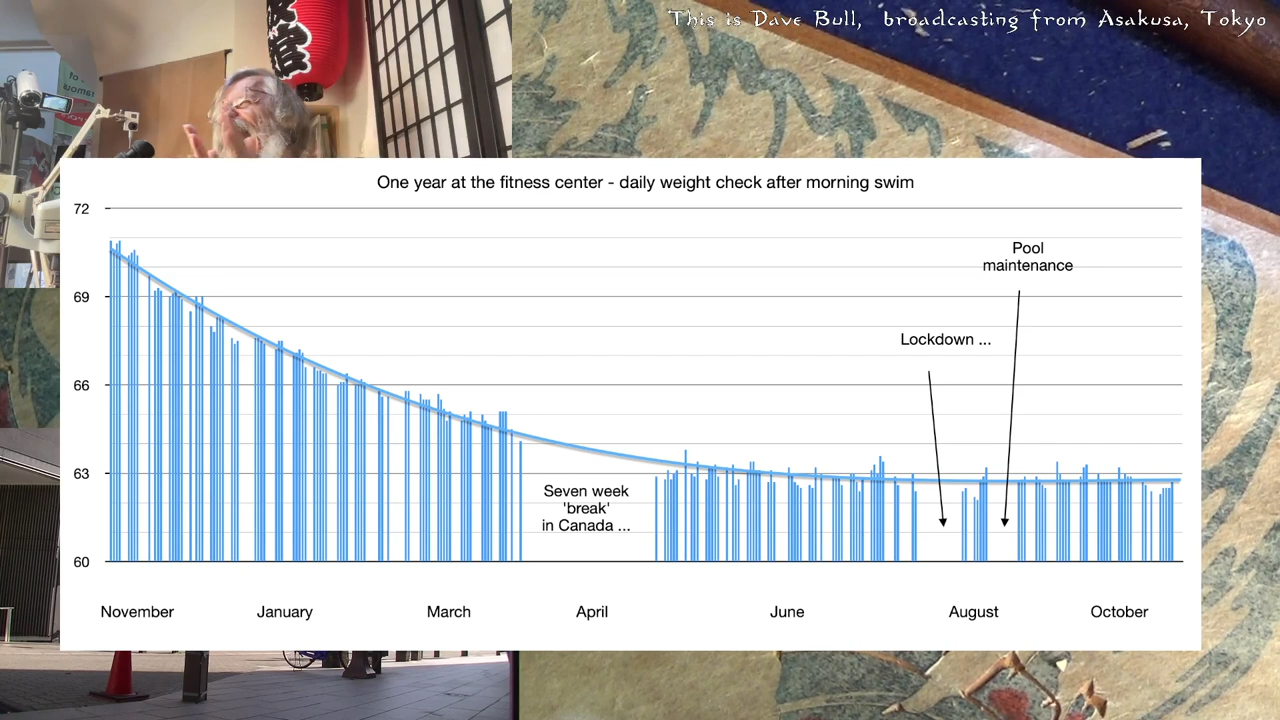 This is Dave Bull, broadcasting from Asakusa, Tokyo
One year at the fitness center - daily weight check after morning swim
72
69
66
63
60
Pool
maintenance
Lockdown ...
Seven week
'break'
in Canada ...
November
January
March
April
June
August
October